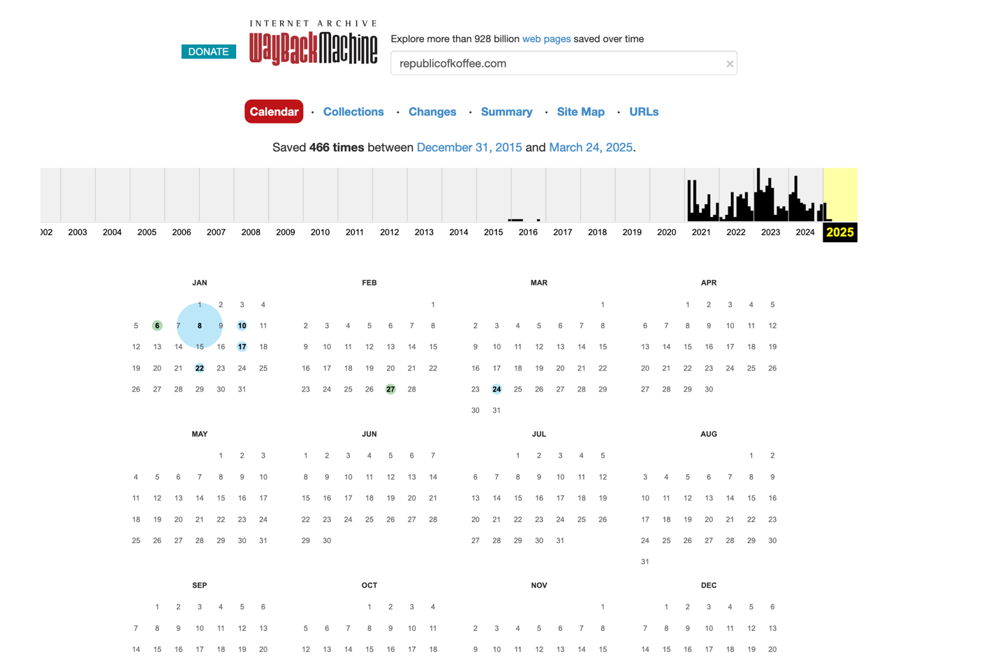 INTERNET ARCHIVE
DONATE
WayBackMachine
Explore more than 928 billion web pages saved over time
republicofkoffee.com ×
Calendar · Collections · Changes · Summary · Site Map · URLs
Saved 466 times between December 31, 2015 and March 24, 2025.
002 2003 2004 2005 2006 2007 2008 2009 2010 2011 2012 2013 2014 2015 2016 2017 2018 2019 2020 2021 2022 2023 2024 2025
JAN
1 2 3 4
5 6 7 8 9 10 11
12 13 14 15 16 17 18
19 20 21 22 23 24 25
26 27 28 29 30 31
FEB
1
2 3 4 5 6 7 8
9 10 11 12 13 14 15
16 17 18 19 20 21 22
23 24 25 26 27 28
MAR
1
2 3 4 5 6 7 8
9 10 11 12 13 14 15
16 17 18 19 20 21 22
23 24 25 26 27 28 29
30 31
APR
1 2 3 4 5
6 7 8 9 10 11 12
13 14 15 16 17 18 19
20 21 22 23 24 25 26
27 28 29 30
MAY
1 2 3
4 5 6 7 8 9 10
11 12 13 14 15 16 17
18 19 20 21 22 23 24
25 26 27 28 29 30 31
JUN
1 2 3 4 5 6 7
8 9 10 11 12 13 14
15 16 17 18 19 20 21
22 23 24 25 26 27 28
29 30
JUL
1 2 3 4 5
6 7 8 9 10 11 12
13 14 15 16 17 18 19
20 21 22 23 24 25 26
27 28 29 30 31
AUG
1 2
3 4 5 6 7 8 9
10 11 12 13 14 15 16
17 18 19 20 21 22 23
24 25 26 27 28 29 30
31
SEP
1 2 3 4 5 6
7 8 9 10 11 12 13
14 15 16 17 18 19 20
OCT
1 2 3 4
5 6 7 8 9 10 11
12 13 14 15 16 17 18
NOV
1
2 3 4 5 6 7 8
9 10 11 12 13 14 15
DEC
1 2 3 4 5 6
7 8 9 10 11 12 13
14 15 16 17 18 19 20